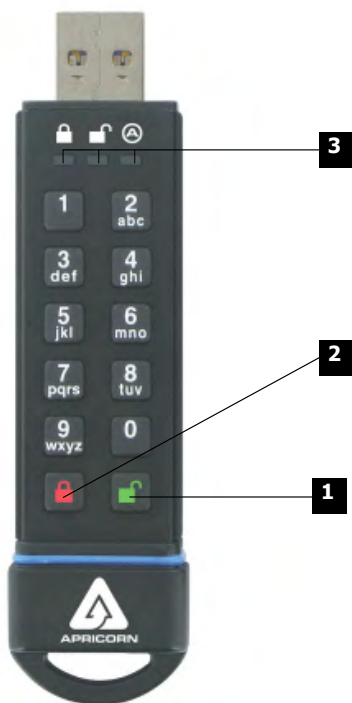 A
3
1 2
abc
3 4
def ghi
5 6
jkl mno
2
7 8
pqrs tuv
9 0
wxyz
1
APRICORN